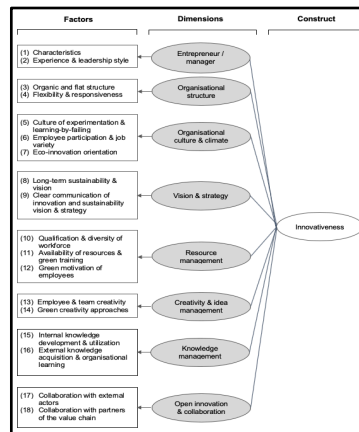 Factors
Dimensions
Construct
(1) Characteristics
(2) Experience & leadership style
Entrepreneur /
manager
(3) Organic and flat structure
(4) Flexibility & responsiveness
Organisational
structure
(5) Culture of experimentation &
learning-by-failing
(6) Employee participation & job
variety
(7) Eco-innovation orientation
Organisational
culture & climate
(8) Long-term sustainability &
vision
(9) Clear communication of
innovation and sustainability
vision & strategy
Vision & strategy
Innovativeness
(10) Qualification & diversity of
workforce
(11) Availability of resources &
green training
(12) Green motivation of
employees
Resource
management
(13) Employee & team creativity
(14) Green creativity approaches
Creativity & idea
management
(15) Internal knowledge
development & utilization
(16) External knowledge
acquisition & organisational
learning
Knowledge
management
(17) Collaboration with external
actors
(18) Collaboration with partners
of the value chain
Open innovation
& collaboration